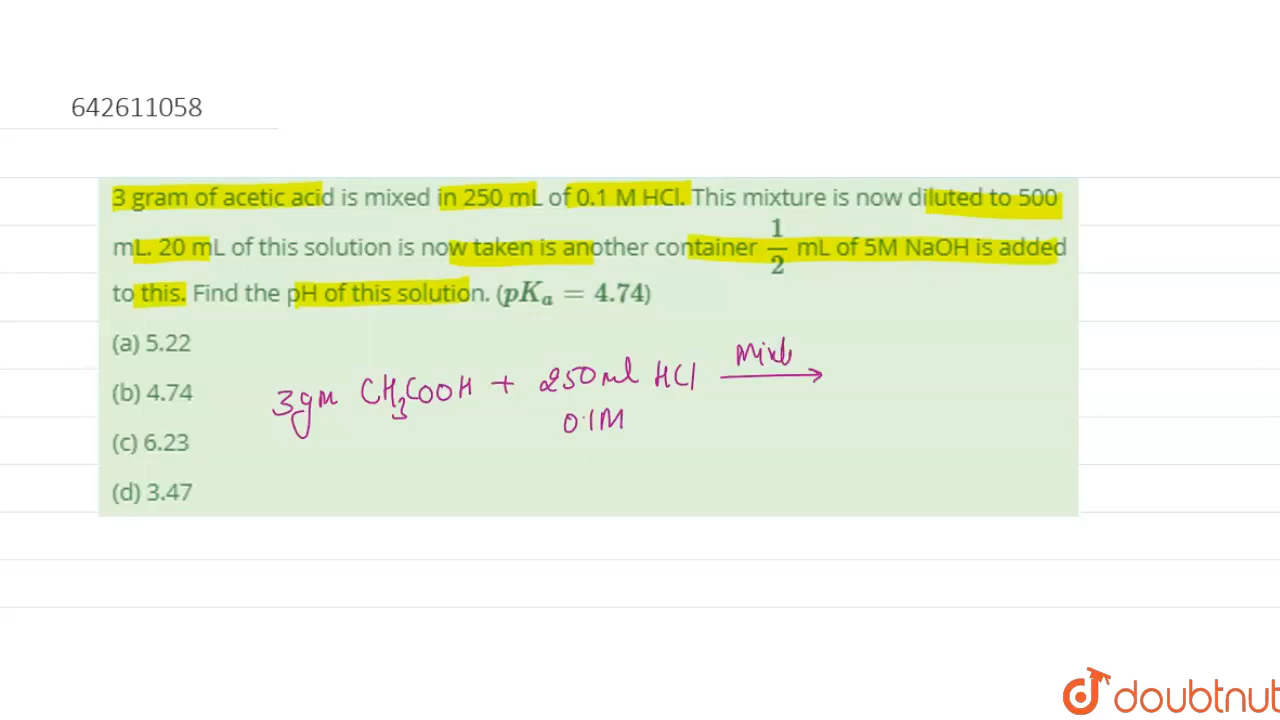 642611058
3 gram of acetic acid is mixed in 250 mL of 0.1 M HCl. This mixture is now diluted to 500
mL. 20 mL of this solution is now taken is another container 1/2 mL of 5M NaOH is added
to this. Find the pH of this solution. (pKₐ = 4.74)
(a) 5.22
(b) 4.74
(c) 6.23
(d) 3.47
3gm CH₃COOH + 250ml HCl Mix
0.1M
doubtnut